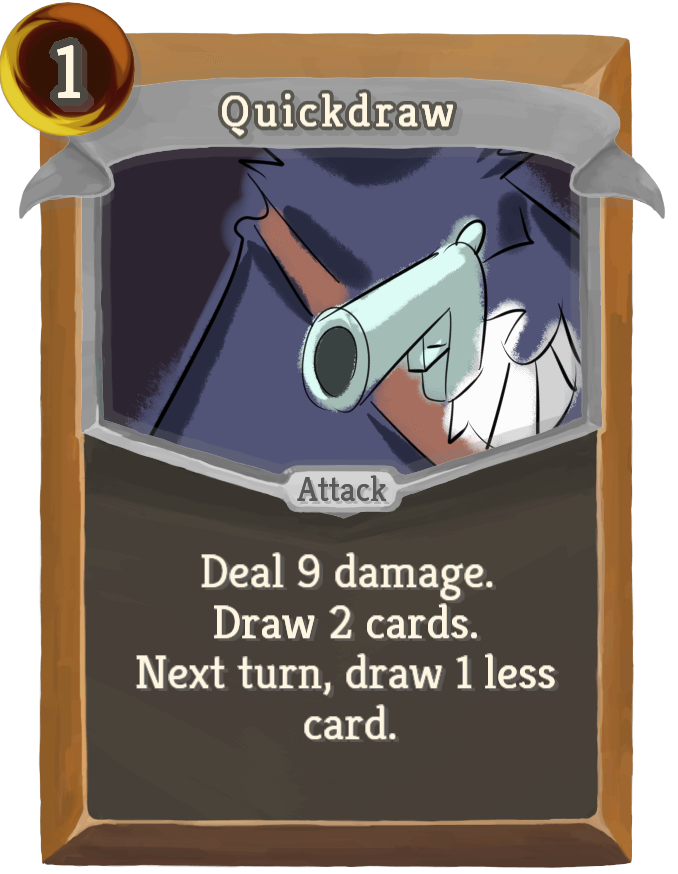 1
Quickdraw
Attack
Deal 9 damage.
Draw 2 cards.
Next turn, draw 1 less
card.